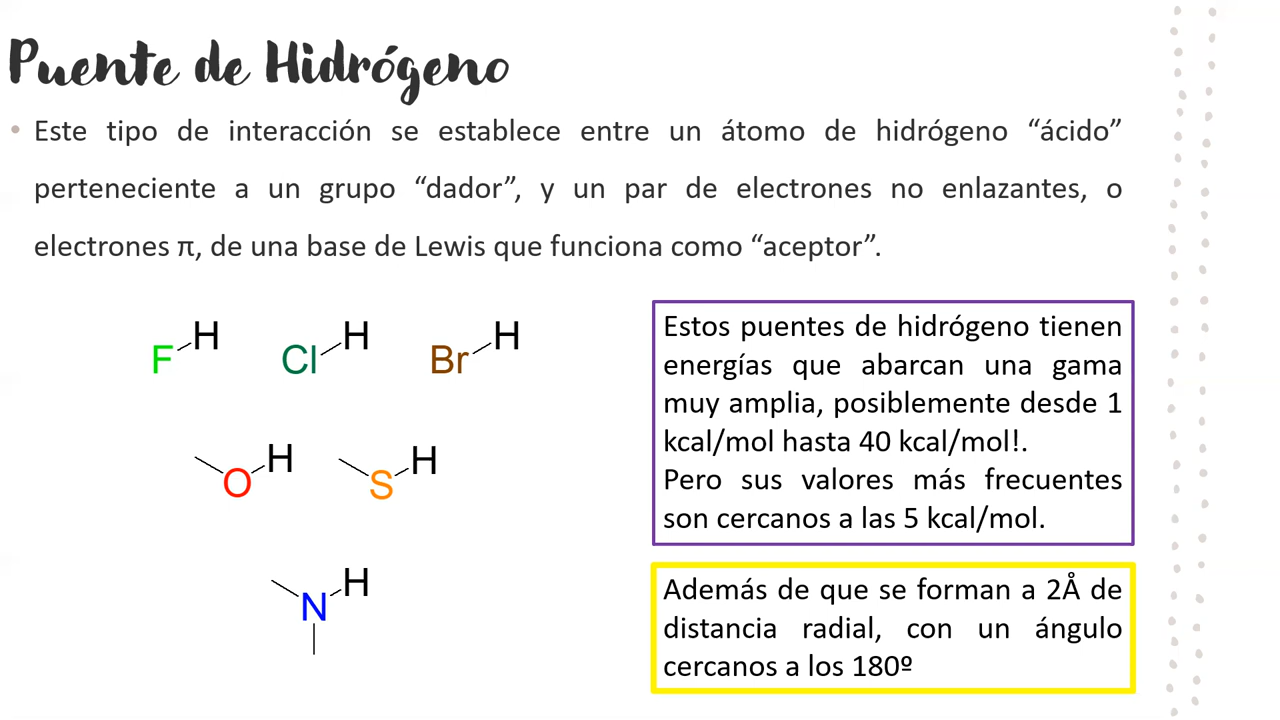 Puente de Hidrógeno
• Este tipo de interacción se establece entre un átomo de hidrógeno “ácido”
perteneciente a un grupo “dador”, y un par de electrones no enlazantes, o
electrones π, de una base de Lewis que funciona como “aceptor”.
F H Cl H Br H
O H S H
N H
Estos puentes de hidrógeno tienen
energías que abarcan una gama
muy amplia, posiblemente desde 1
kcal/mol hasta 40 kcal/mol!.
Pero sus valores más frecuentes
son cercanos a las 5 kcal/mol.
Además de que se forman a 2Å de
distancia radial, con un ángulo
cercanos a los 180º